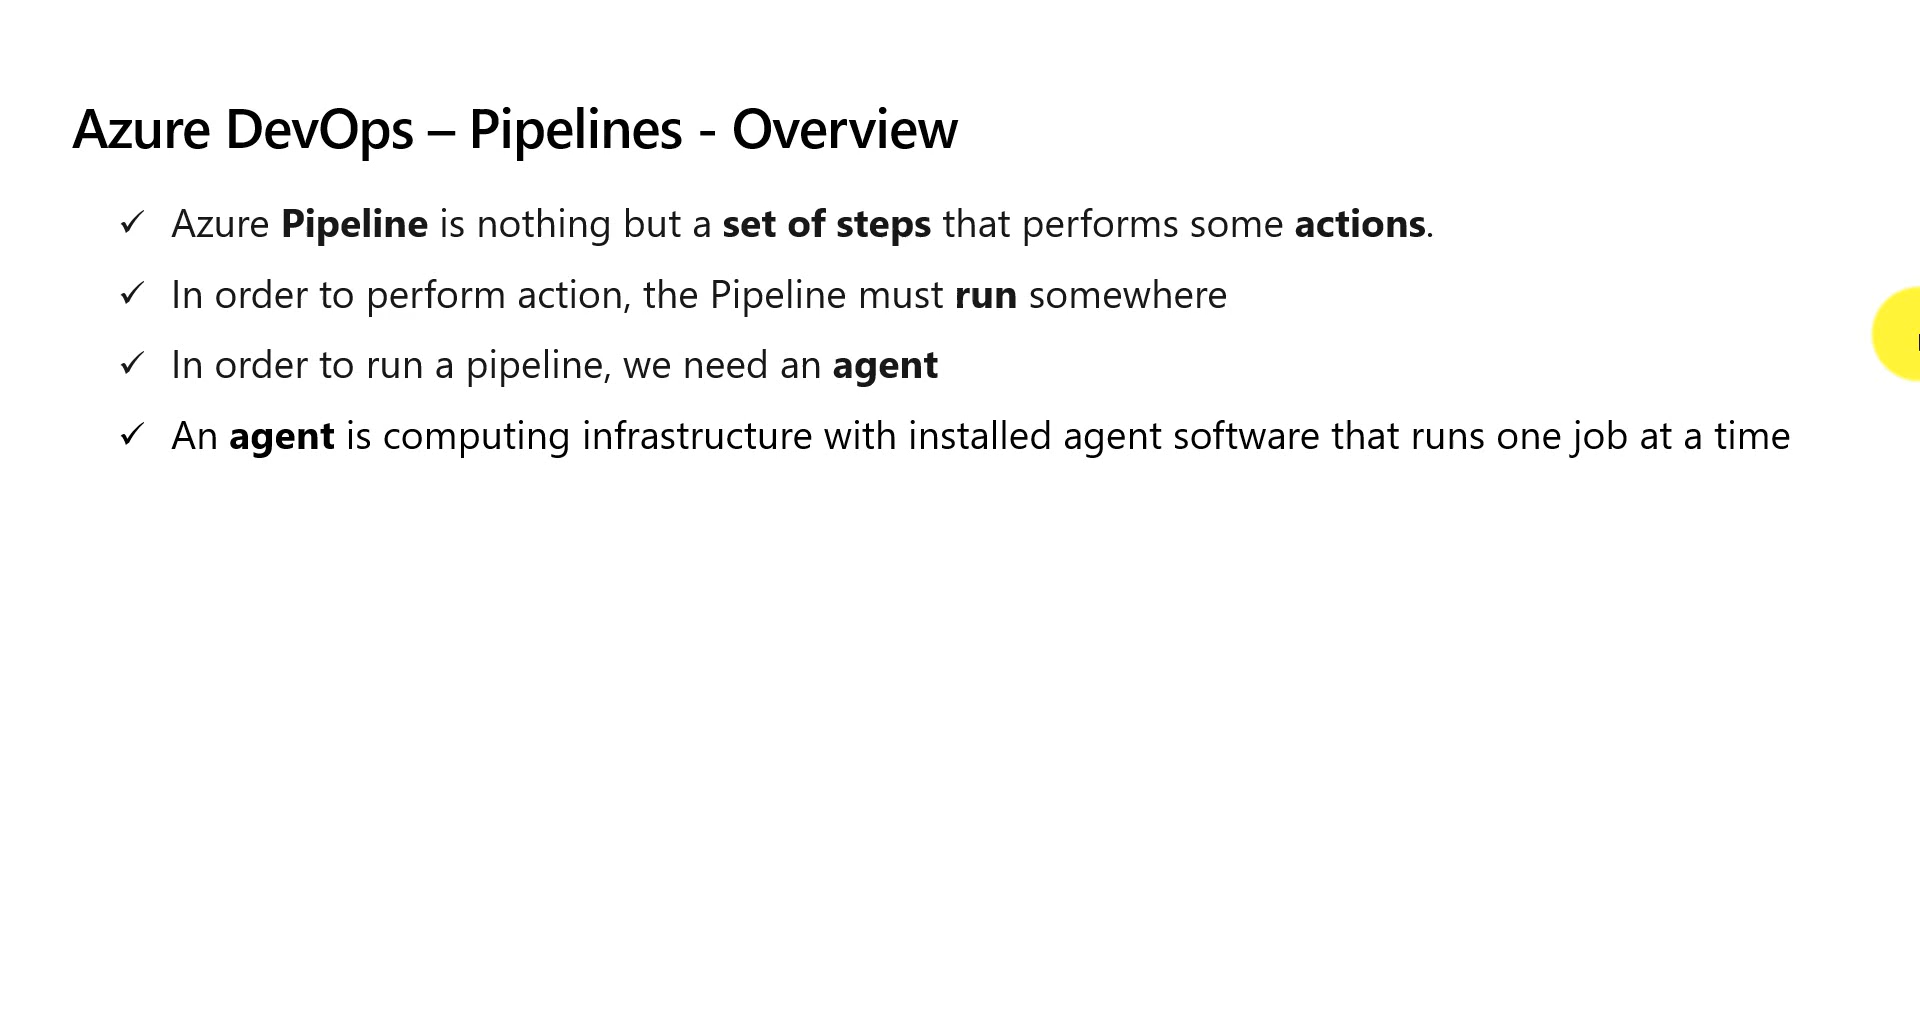 Azure DevOps – Pipelines - Overview
✓ Azure Pipeline is nothing but a set of steps that performs some actions.
✓ In order to perform action, the Pipeline must run somewhere
✓ In order to run a pipeline, we need an agent
✓ An agent is computing infrastructure with installed agent software that runs one job at a time